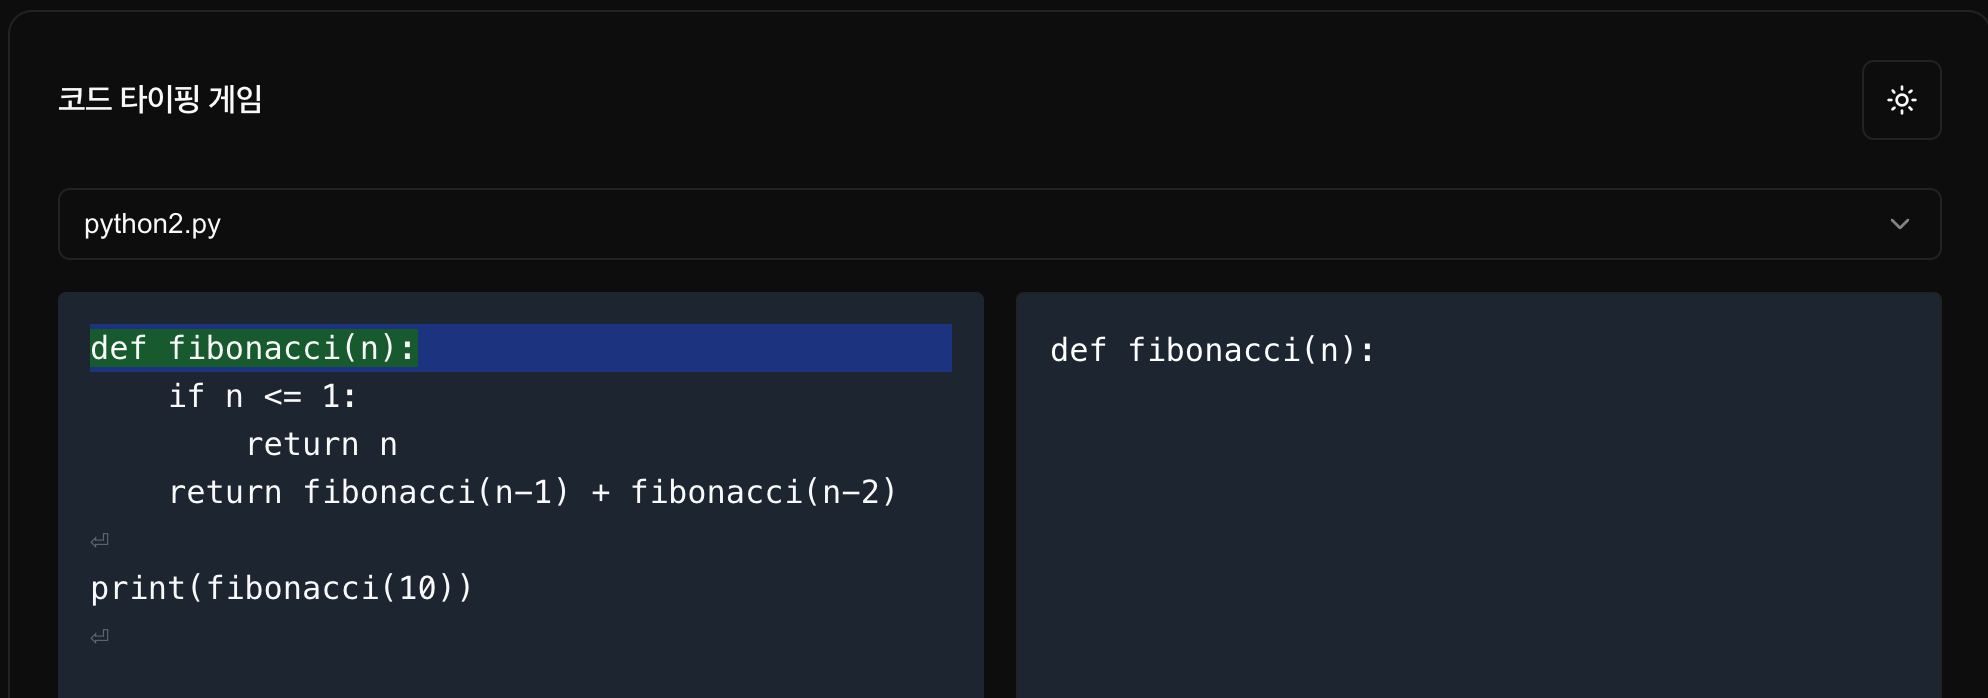 코드 타이핑 게임
python2.py
def fibonacci(n):
    if n <= 1:
        return n
    return fibonacci(n-1) + fibonacci(n-2)
⏎
print(fibonacci(10))
⏎
def fibonacci(n):